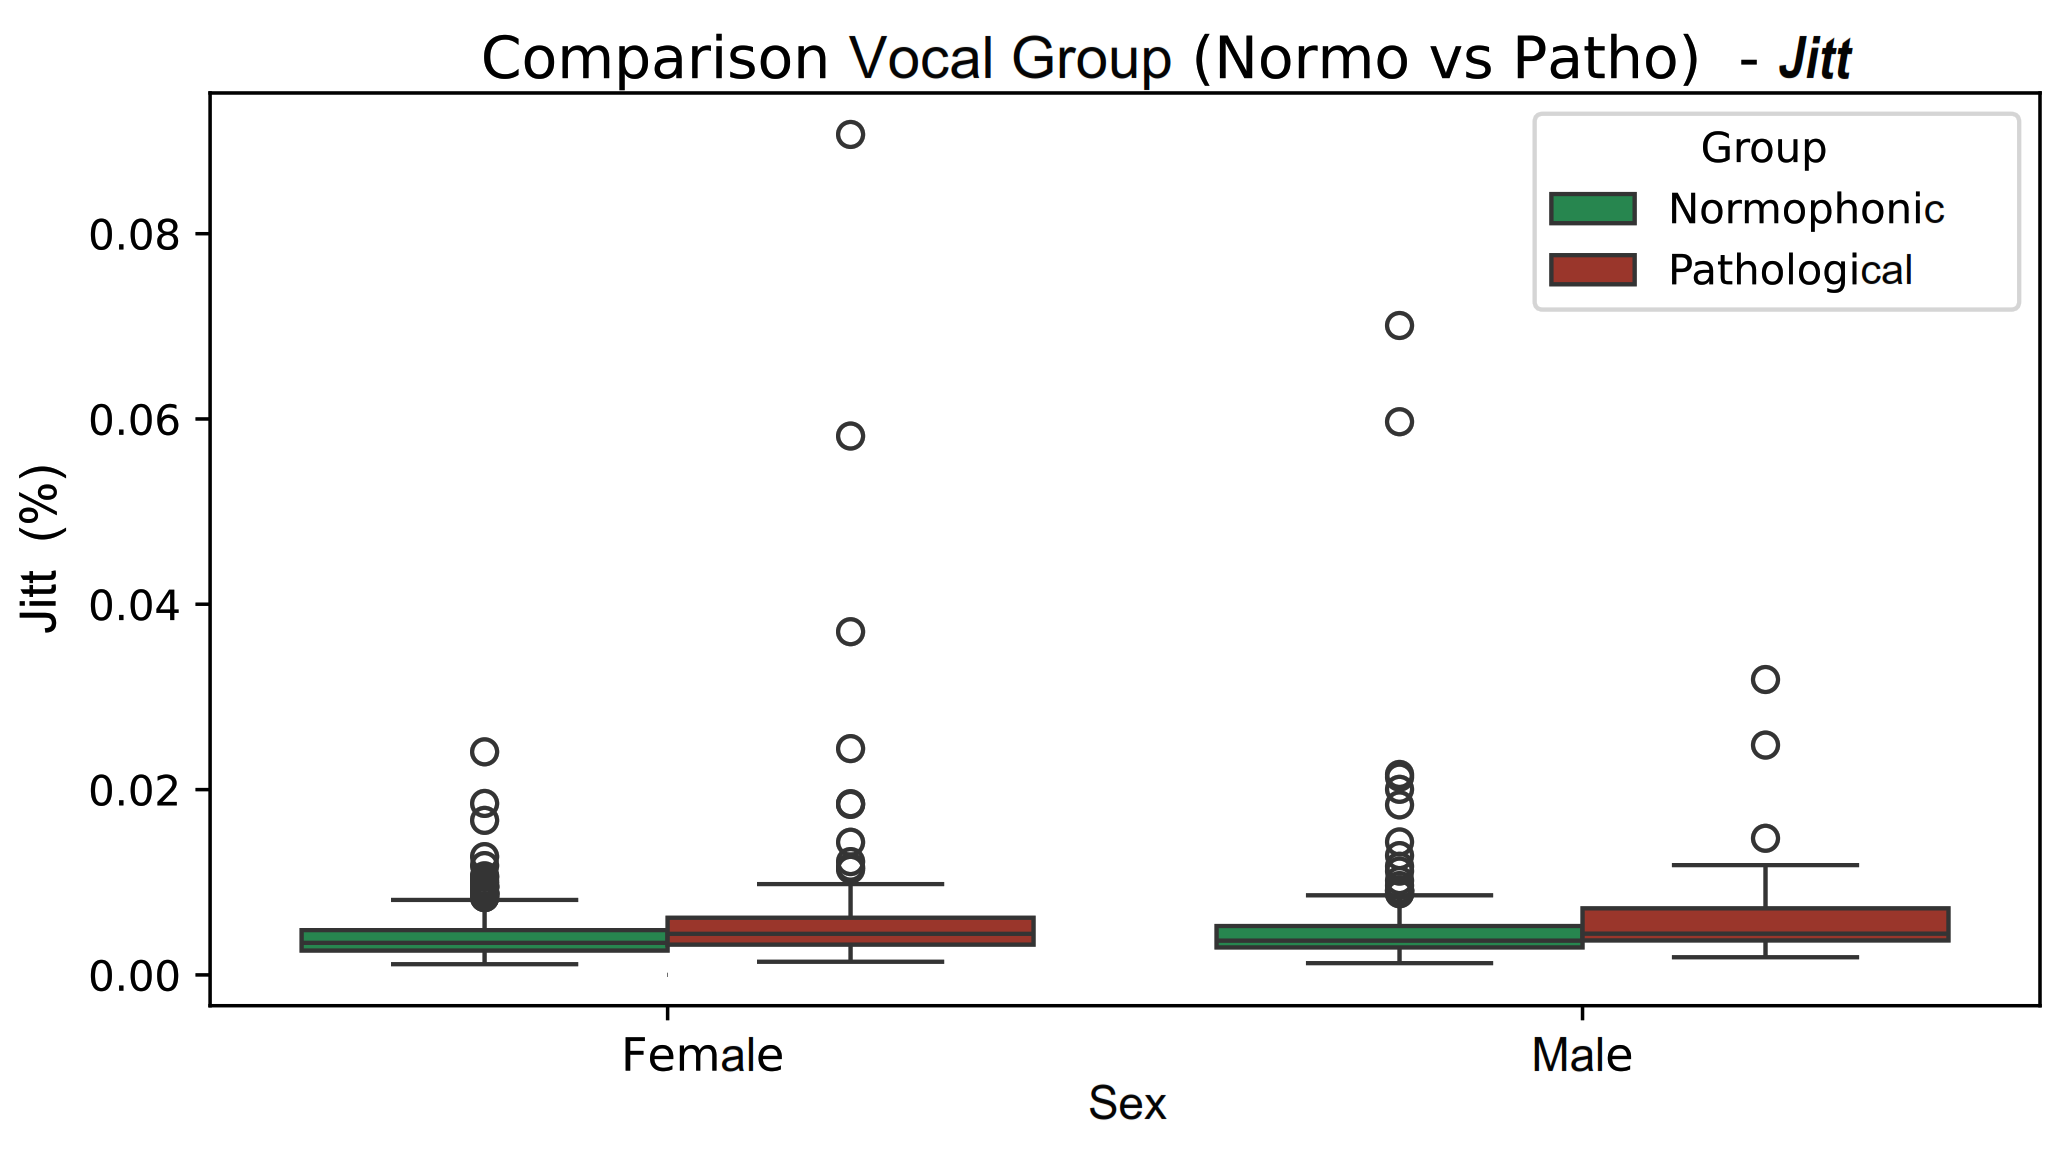 Comparison Vocal Group (Normo vs Patho) - Jitt
Group
Normophonic
Pathological
0.08
0.06
0.04
0.02
0.00
Jitt (%)
Female
Male
Sex